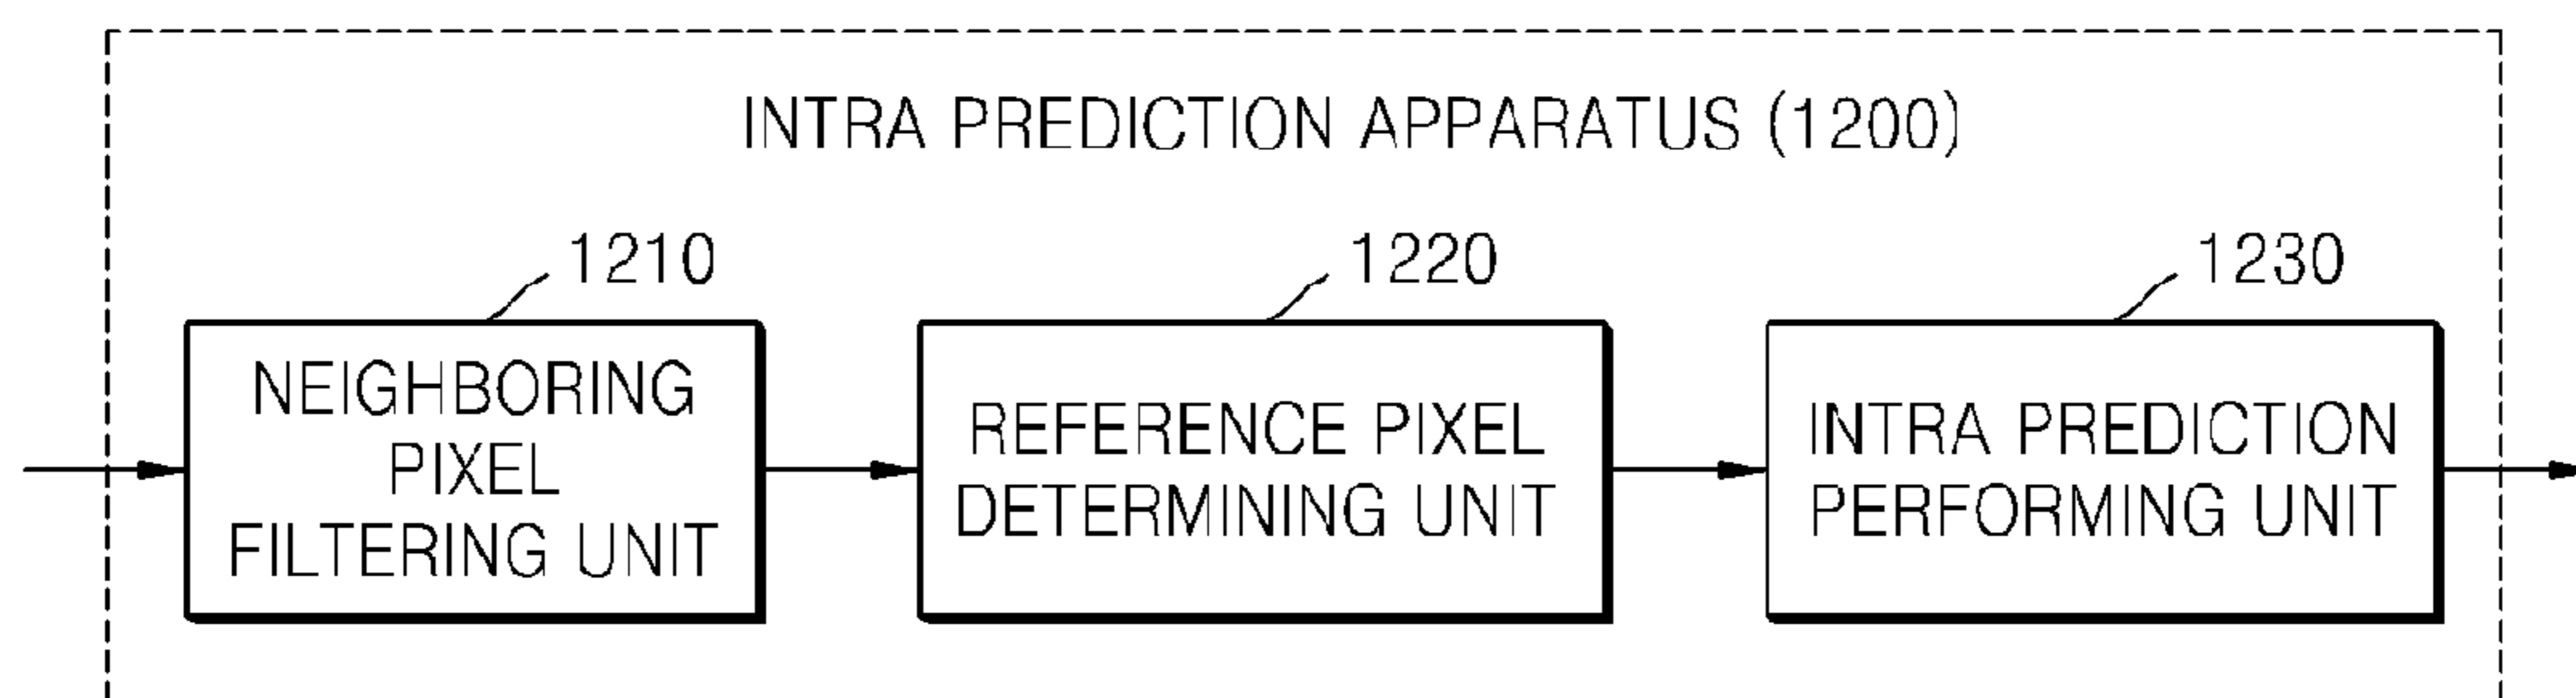 INTRA PREDICTION APPARATUS (1200)
1210
NEIGHBORING
PIXEL
FILTERING UNIT
1220
REFERENCE PIXEL
DETERMINING UNIT
1230
INTRA PREDICTION
PERFORMING UNIT